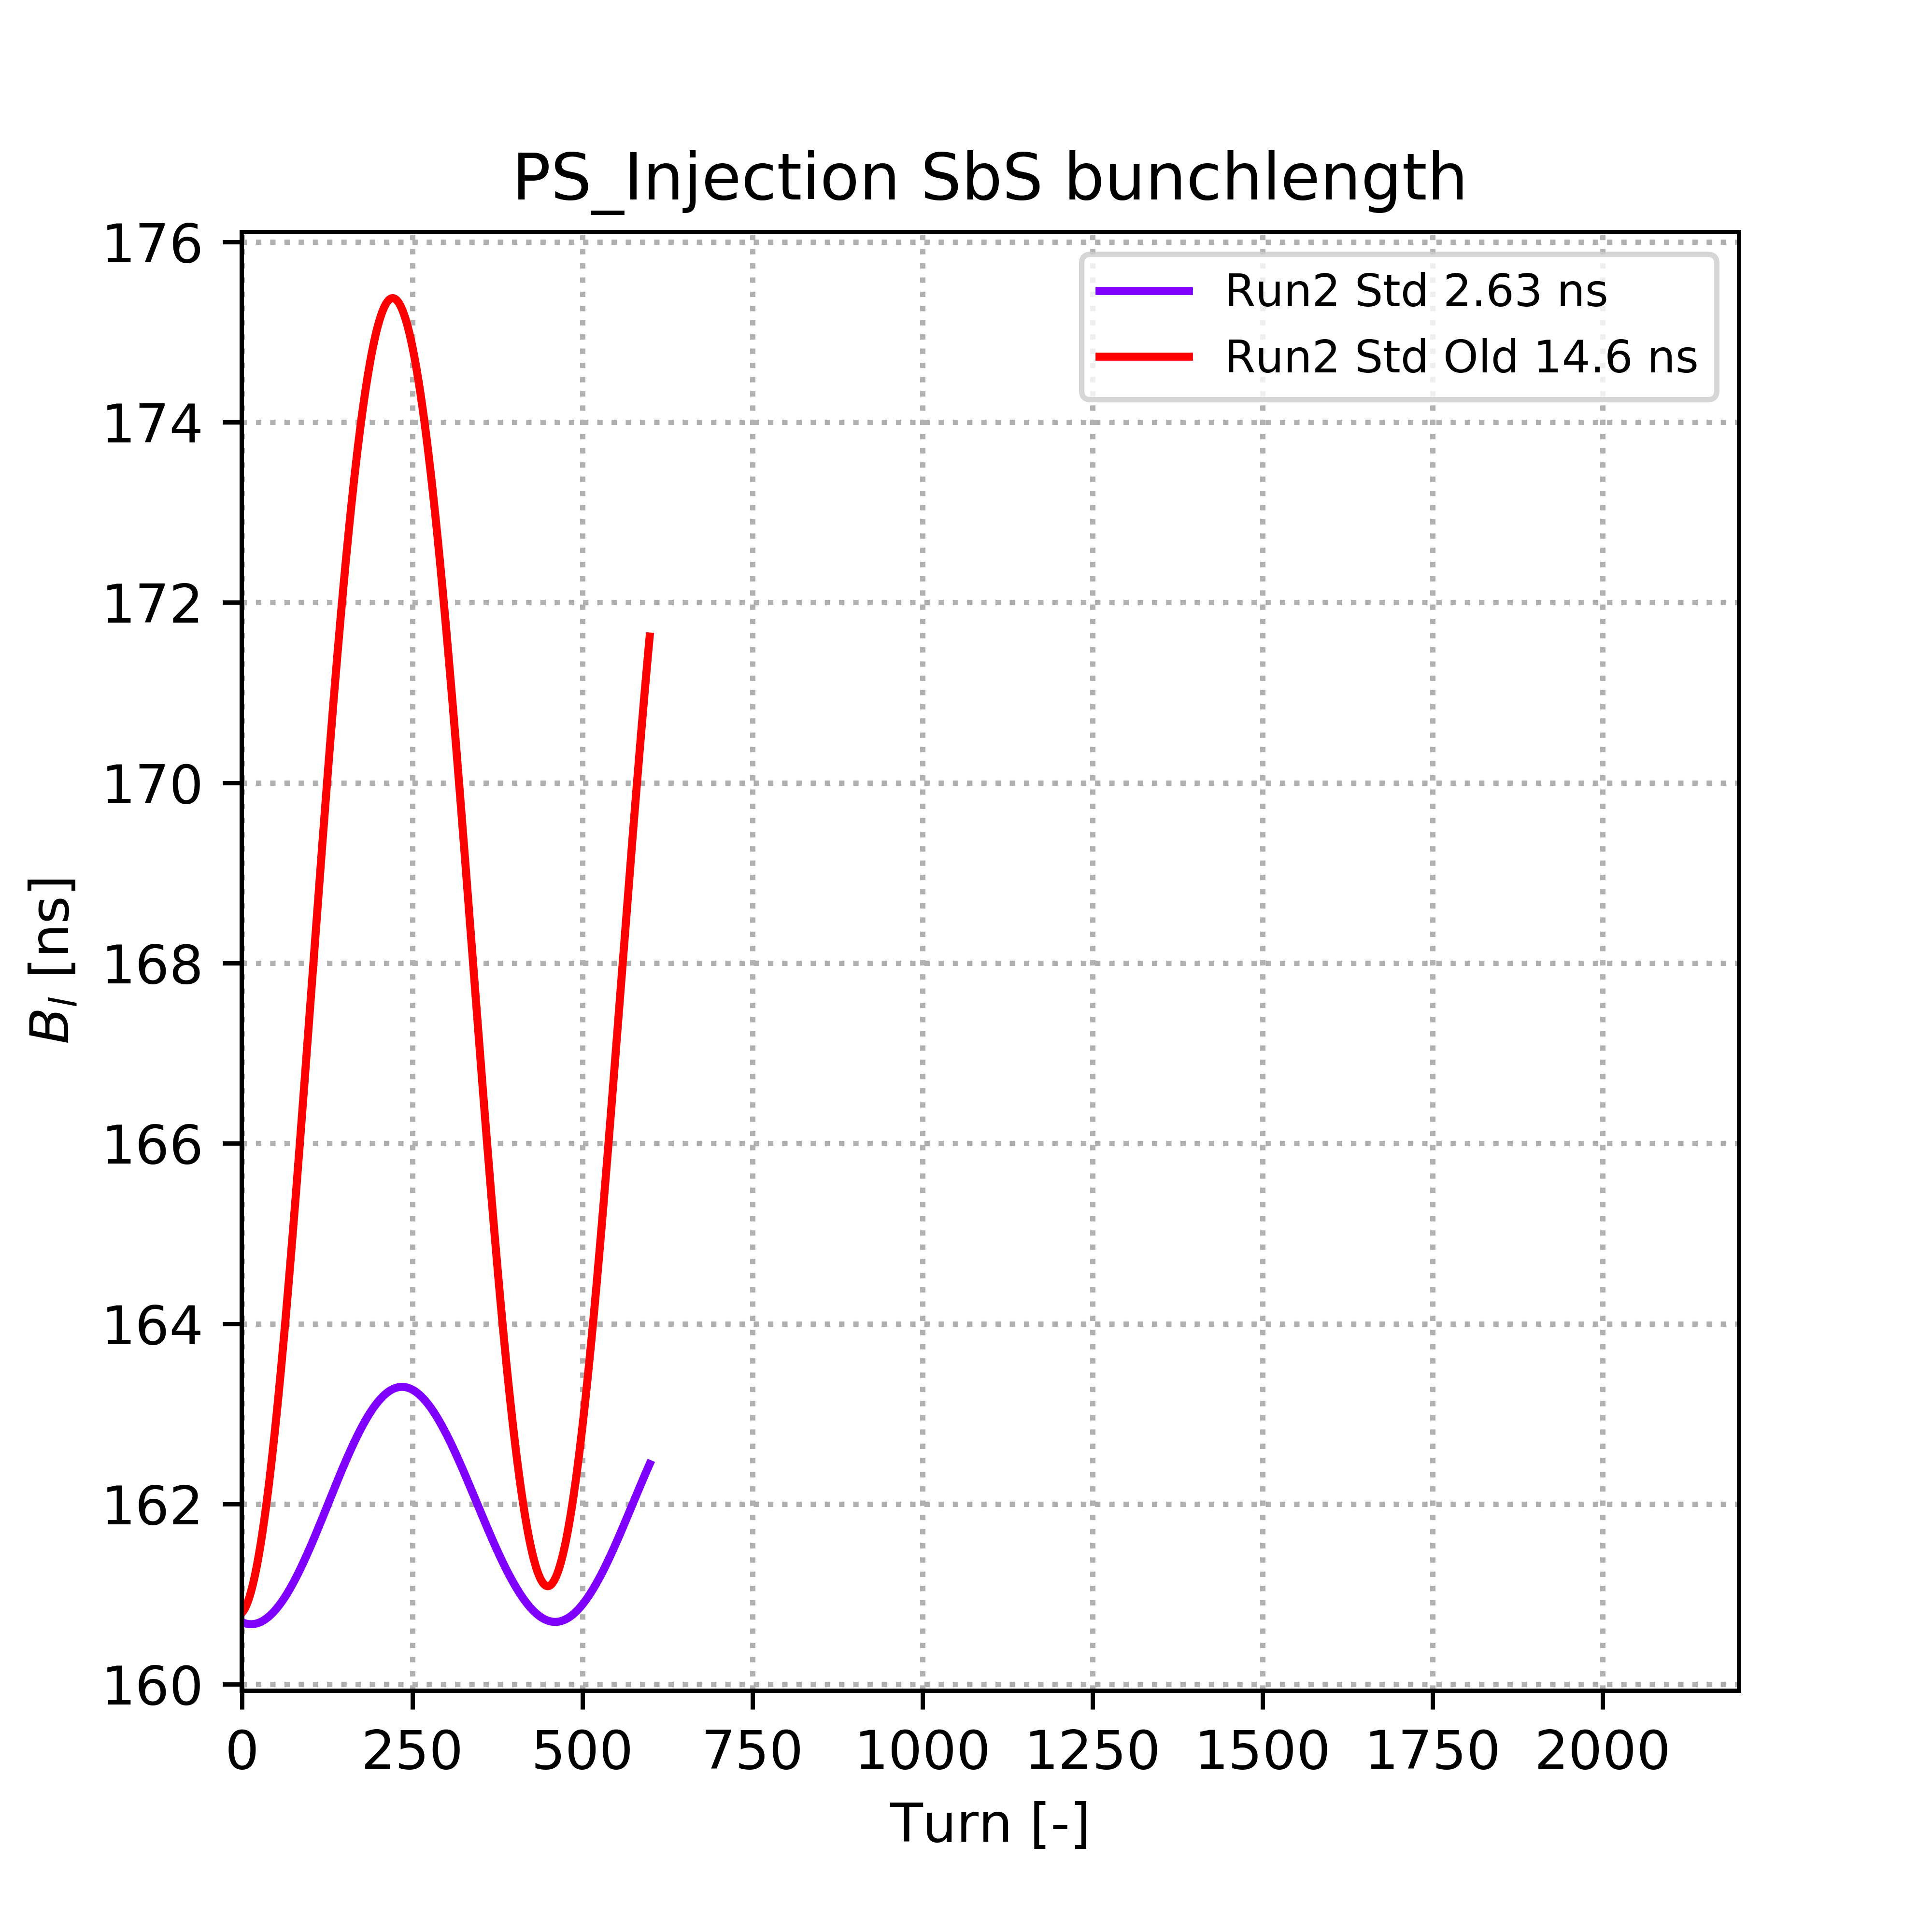 PS_Injection SbS bunchlength
176
174
172
170
168
166
164
162
160
B_l [ns]
Run2 Std 2.63 ns
Run2 Std Old 14.6 ns
0 250 500 750 1000 1250 1500 1750 2000
Turn [-]